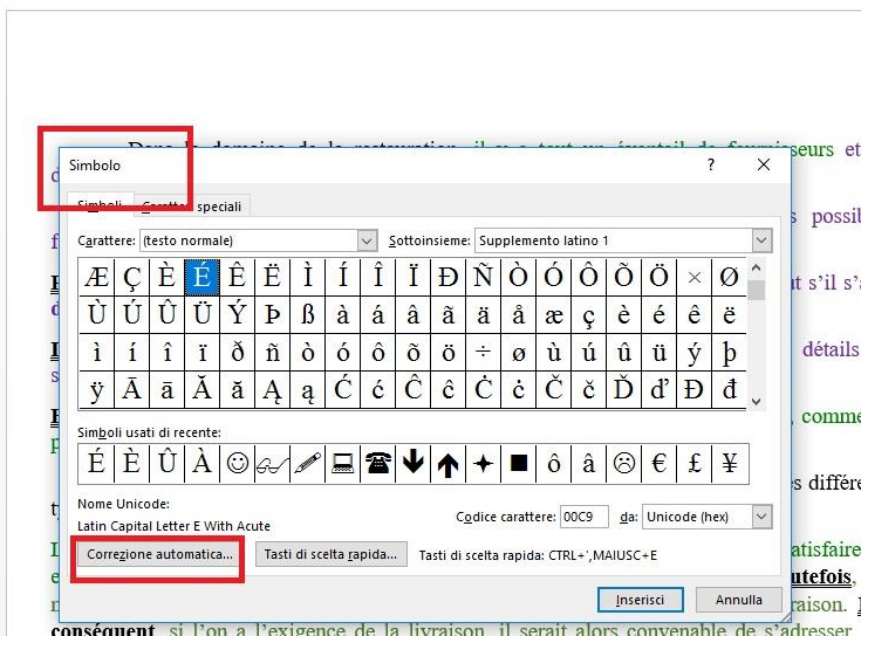 Dans le domaine de la restauration, il y a tout un éventail de fournisseurs et
Simbolo ? ×
Simboli Caratteri speciali
s possib
Carattere: (testo normale) Sottoinsieme: Supplemento latino 1
Æ Ç È É Ê Ë Ì Í Î Ï Ð Ñ Ò Ó Ô Õ Ö × Ø
ut s'il s'a
Ù Ú Û Ü Ý Þ ß à á â ã ä å æ ç è é ê ë
ì í î ï ð ñ ò ó ô õ ö ÷ ø ù ú û ü ý þ
détails
ÿ Ā ā Ă ă Ą ą Ć ć Ĉ ĉ Ċ ċ Č č Ď ď Đ đ
, comme
Simboli usati di recente:
É È Û À ☺ 👓 ✏ 💻 ☎ 🡻 🡹 ✦ ■ ô â ☹ € £ ¥
s différe
Nome Unicode:
Latin Capital Letter E With Acute
Codice carattere: 00C9 da: Unicode (hex)
Correzione automatica... Tasti di scelta rapida... Tasti di scelta rapida: CTRL+',MAIUSC+E
atisfaire
utefois,
Inserisci Annulla
raison.
conséquent, si l'on a l'exigence de la livraison, il serait alors convenable de s'adresser